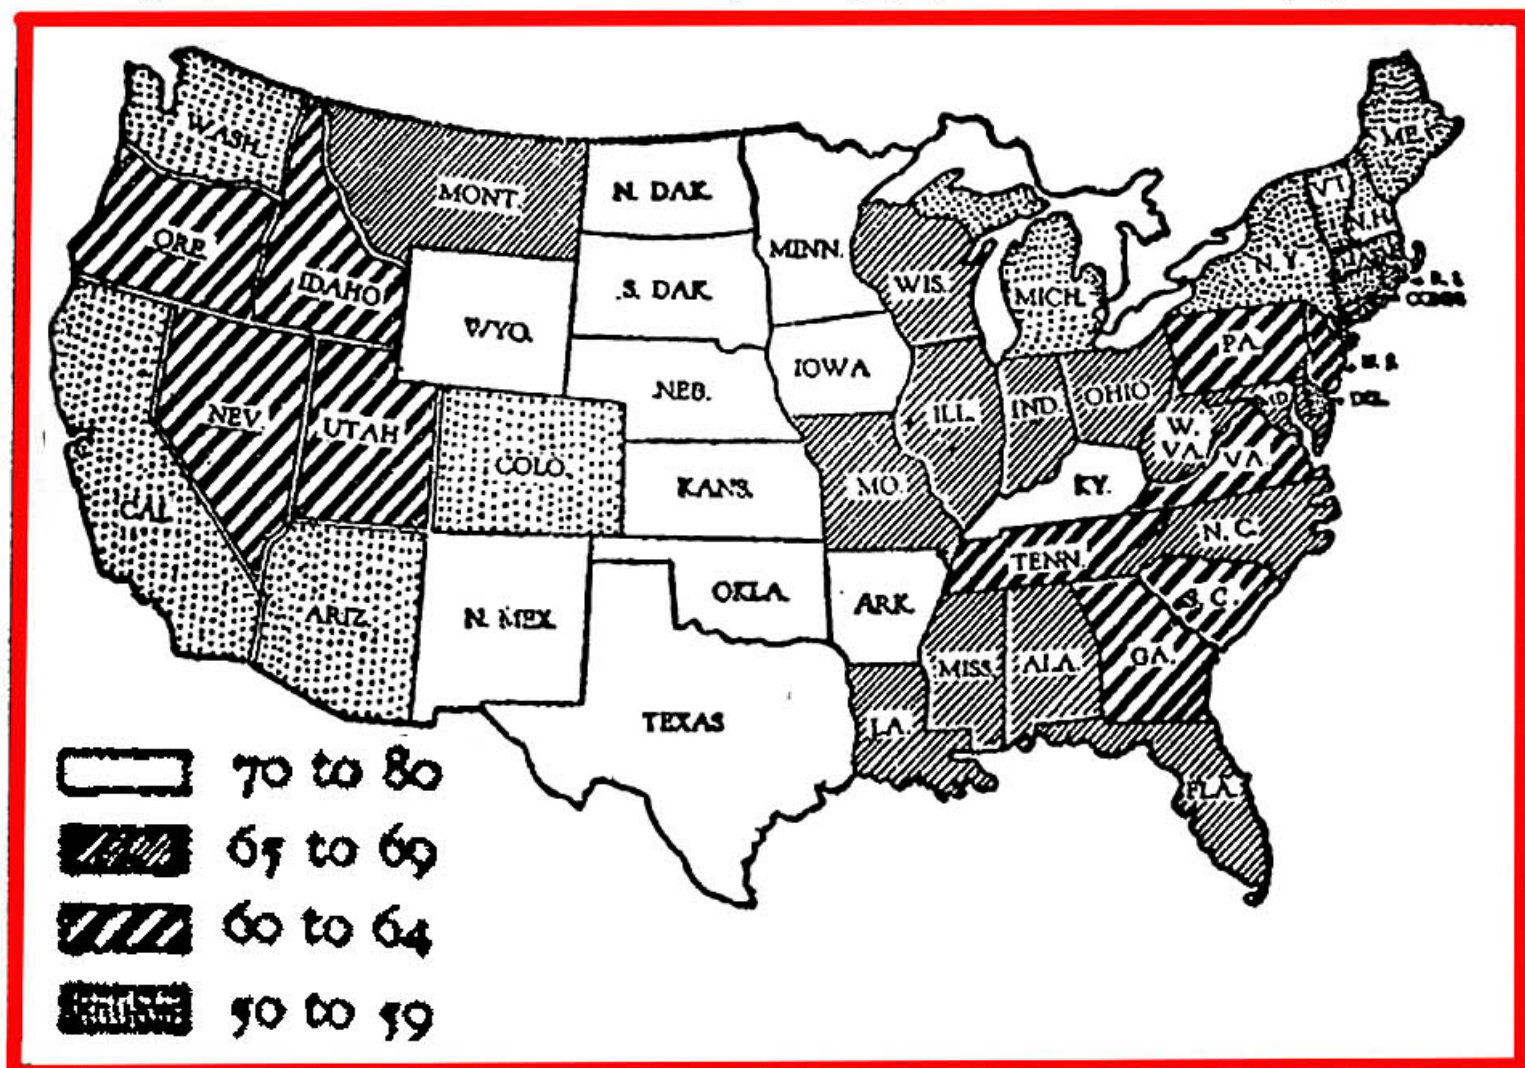 WASH.
ORE.
IDAHO
MONT.
N. DAK.
S. DAK.
MINN.
WIS.
MICH.
WYO.
NEB.
IOWA
NEV.
UTAH
COLO.
KANS.
MO.
ILL.
IND.
OHIO
W.
VA.
VA.
KY.
PA.
N.Y.
VT.
N.H.
ME.
R. I.
DEL.
MD.
CAL.
ARIZ.
N. MEX.
OKLA.
ARK.
TENN.
N. C.
S. C.
GA.
ALA.
MISS.
LA.
TEXAS
FLA.
70 to 80
65 to 69
60 to 64
50 to 59